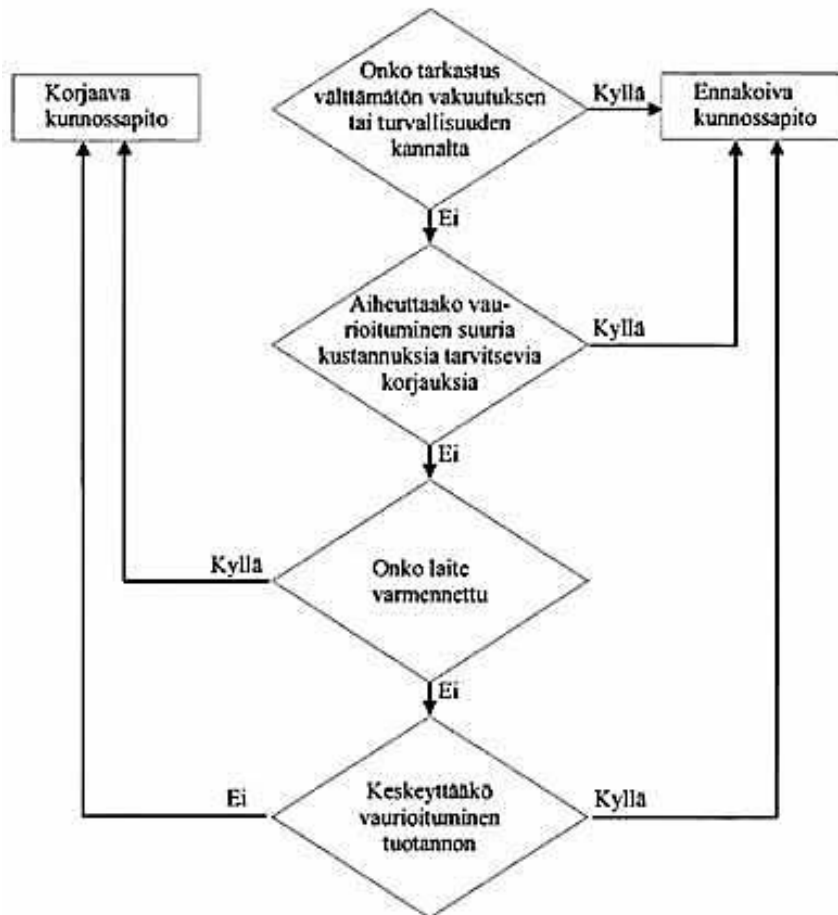 Korjaava
kunnossapito
Onko tarkastus
välttämätön vakuutuksen
tai turvallisuuden
kannalta
Kyllä
Ennakoiva
kunnossapito
Ei
Aiheuttaako vau-
rioituminen suuria
kustannuksia tarvitsevia
korjauksia
Kyllä
Ei
Kyllä
Onko laite
varmennettu
Ei
Ei
Keskeyttääkö
vaurioituminen
tuotannon
Kyllä